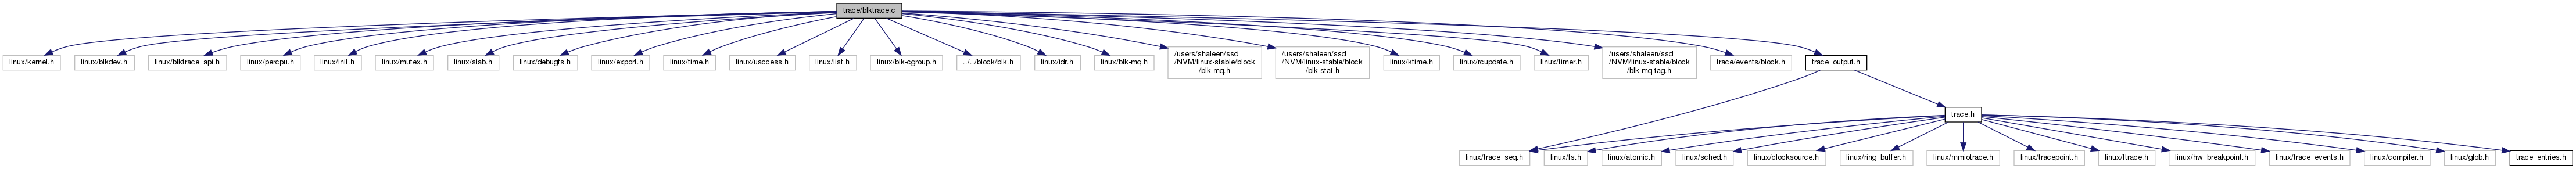 trace/blktrace.c
linux/kernel.h
linux/blkdev.h
linux/blktrace_api.h
linux/percpu.h
linux/init.h
linux/mutex.h
linux/slab.h
linux/debugfs.h
linux/export.h
linux/time.h
linux/uaccess.h
linux/list.h
linux/blk-cgroup.h
../../block/blk.h
linux/idr.h
linux/blk-mq.h
/users/shaleen/ssd
/NVM/linux-stable/block
/blk-mq.h
/users/shaleen/ssd
/NVM/linux-stable/block
/blk-stat.h
linux/ktime.h
linux/rcupdate.h
linux/timer.h
/users/shaleen/ssd
/NVM/linux-stable/block
/blk-mq-tag.h
trace/events/block.h
trace_output.h
trace.h
linux/trace_seq.h
linux/fs.h
linux/atomic.h
linux/sched.h
linux/clocksource.h
linux/ring_buffer.h
linux/mmiotrace.h
linux/tracepoint.h
linux/ftrace.h
linux/hw_breakpoint.h
linux/trace_events.h
linux/compiler.h
linux/glob.h
trace_entries.h